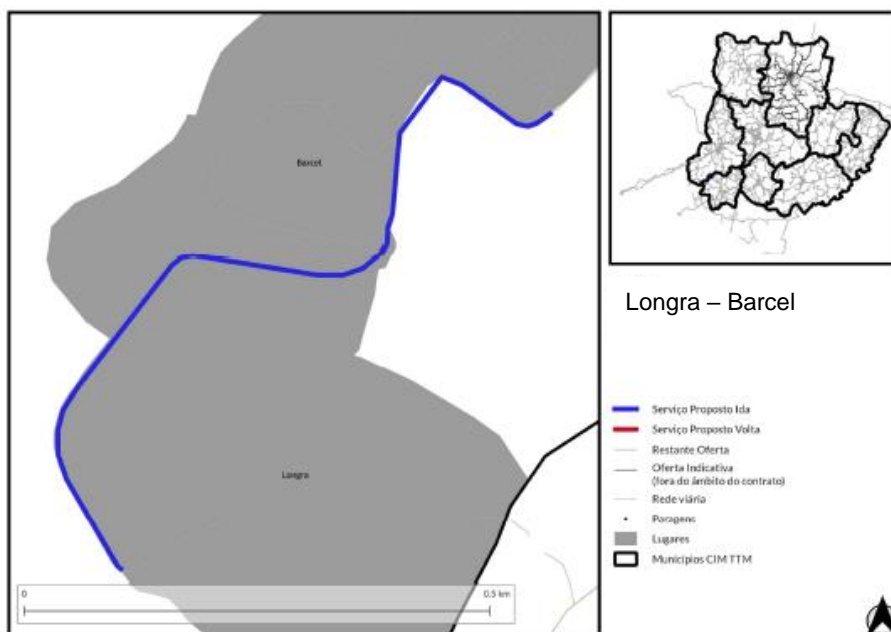 Barcel
Longra
0
0.5 km
Longra – Barcel
Serviço Proposto Ida
Serviço Proposto Volta
Restante Oferta
Oferta Indicativa
(fora do âmbito do contrato)
Rede viária
Paragens
Lugares
Municípios CIM TTM